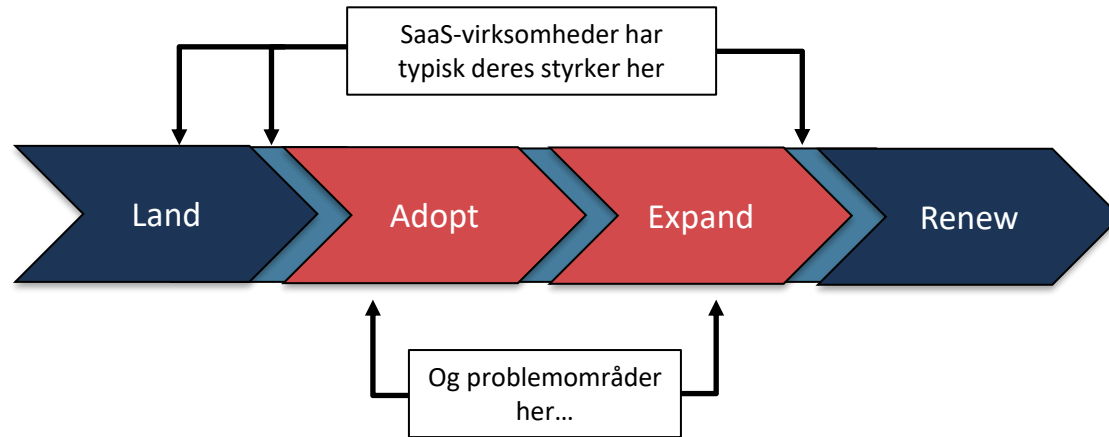 SaaS-virksomheder har
typisk deres styrker her
Land
Adopt
Expand
Renew
Og problemområder
her…